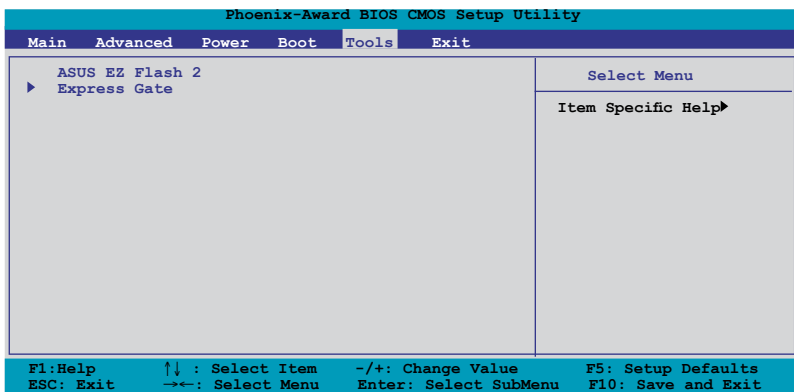 Phoenix-Award BIOS CMOS Setup Utility
Main Advanced Power Boot Tools Exit
ASUS EZ Flash 2
Express Gate
Select Menu
Item Specific Help
F1:Help ↑↓ : Select Item -/+: Change Value F5: Setup Defaults
ESC: Exit →←: Select Menu Enter: Select SubMenu F10: Save and Exit